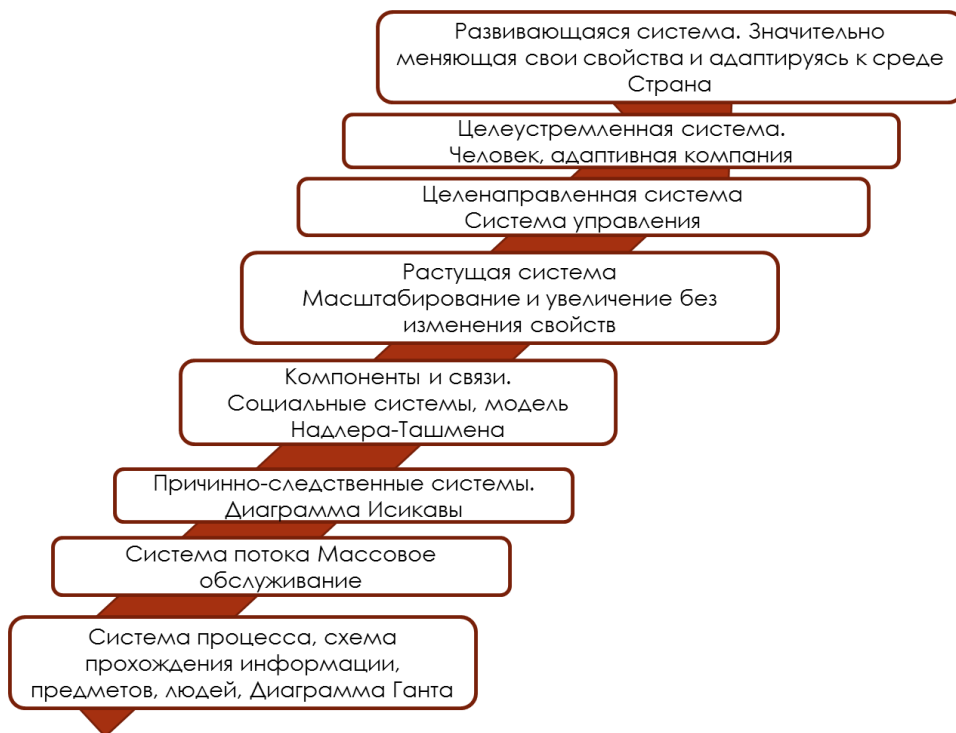 Развивающаяся система. Значительно
меняющая свои свойства и адаптируясь к среде
Страна
Целеустремленная система.
Человек, адаптивная компания
Целенаправленная система
Система управления
Растущая система
Масштабирование и увеличение без
изменения свойств
Компоненты и связи.
Социальные системы, модель
Надлера-Ташмена
Причинно-следственные системы.
Диаграмма Исикавы
Система потока Массовое
обслуживание
Система процесса, схема
прохождения информации,
предметов, людей, Диаграмма Ганта